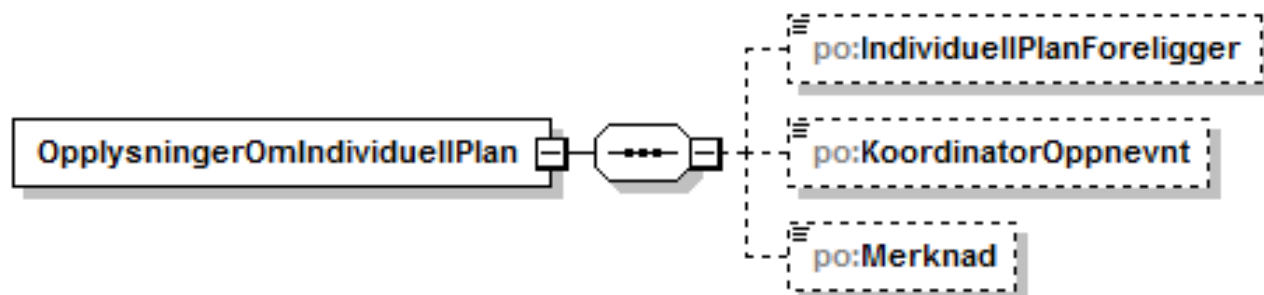 po:IndividuellPlanForeligger
OpplysningerOmIndividuellPlan
po:KoordinatorOppnevnt
po:Merknad